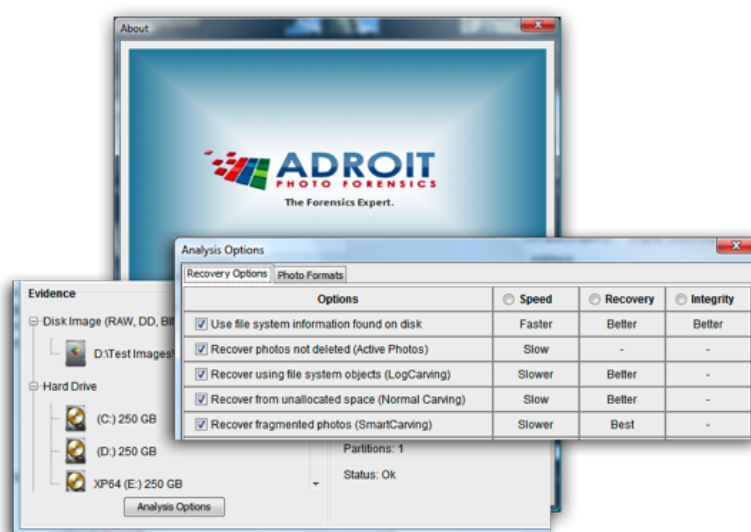 About
ADROIT
PHOTO FORENSICS
The Forensics Expert.
Analysis Options
Recovery Options Photo Formats
Options Speed Recovery Integrity
Use file system information found on disk Faster Better Better
Recover photos not deleted (Active Photos) Slow - -
Recover using file system objects (LogCarving) Slower Better -
Recover from unallocated space (Normal Carving) Slow Better -
Recover fragmented photos (SmartCarving) Slower Best -
Evidence
Disk Image (RAW, DD,
D:\Test Images\
Hard Drive
(C:) 250 GB
(D:) 250 GB
XP64 (E:) 250 GB
Analysis Options
Partitions: 1
Status: Ok